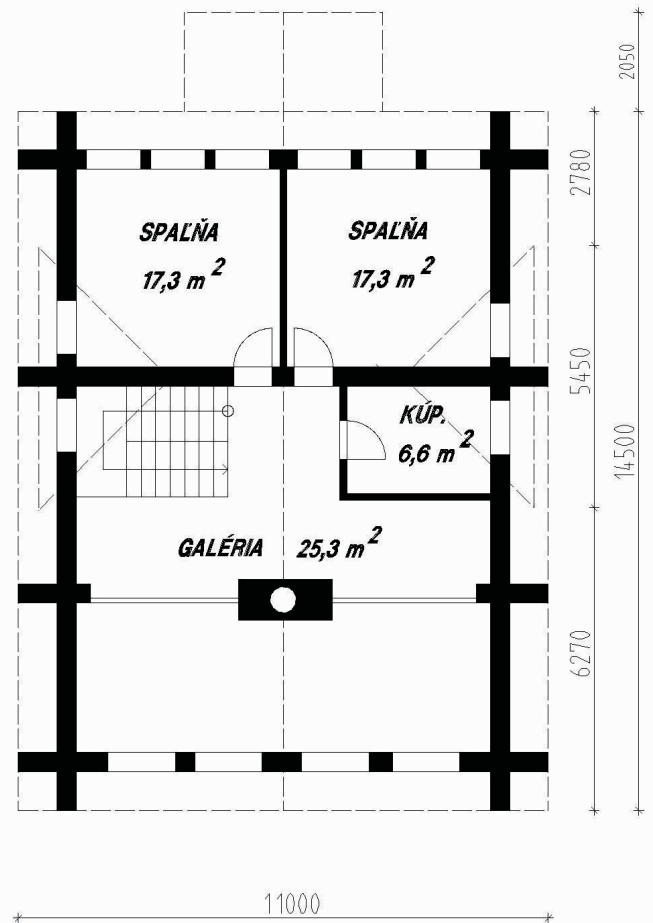 2050
SPAĽŇA
17,3 m²
SPAĽŇA
17,3 m²
2780
5450
14500
KÚP.
6,6 m²
GALÉRIA 25,3 m²
6270
11000